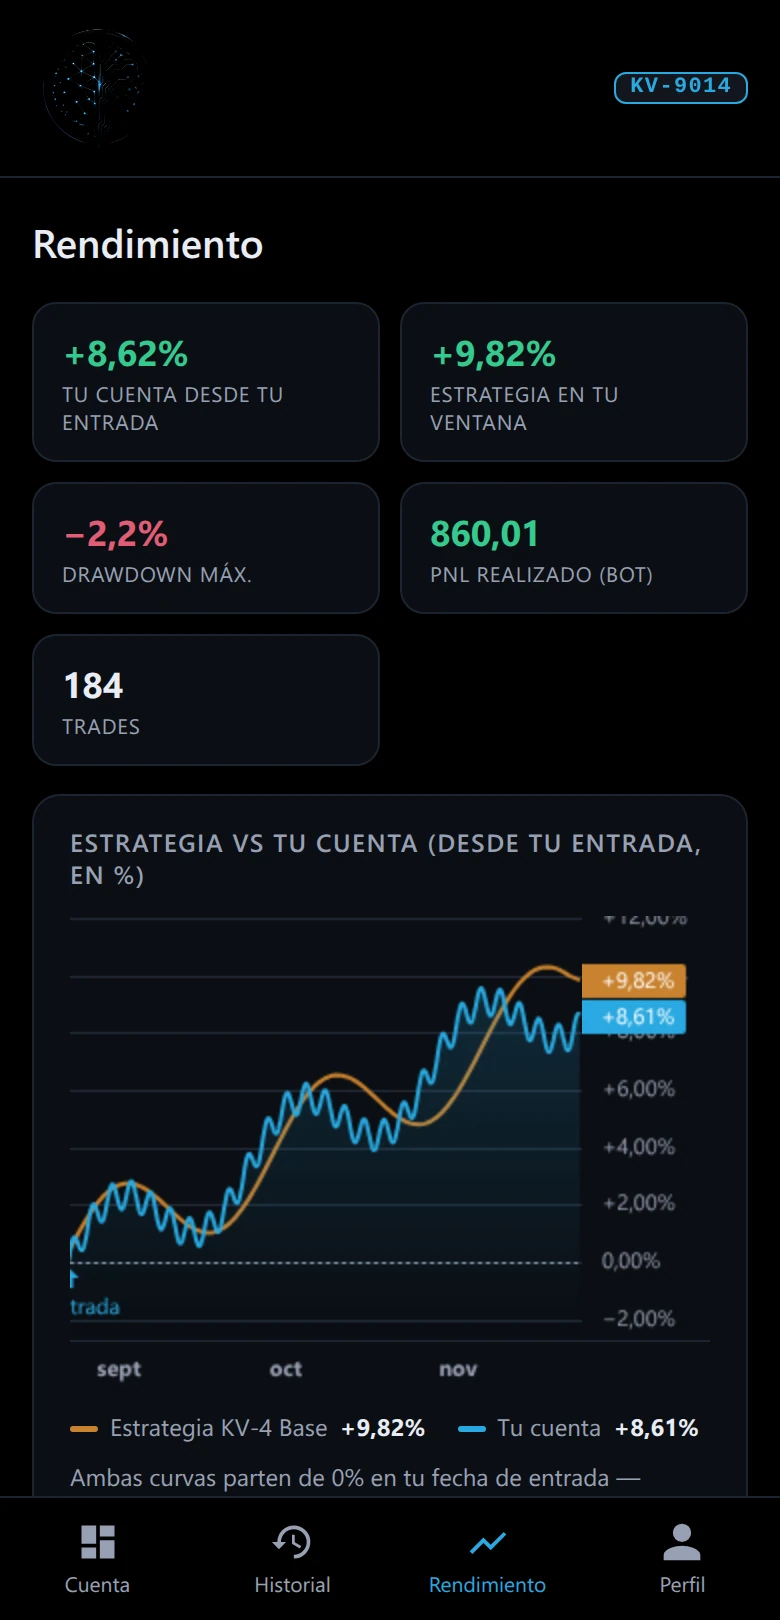 KV-9014
Rendimiento
+8,62%
TU CUENTA DESDE TU
ENTRADA
+9,82%
ESTRATEGIA EN TU
VENTANA
−2,2%
DRAWDOWN MÁX.
860,01
PNL REALIZADO (BOT)
184
TRADES
ESTRATEGIA VS TU CUENTA (DESDE TU ENTRADA,
EN %)
+12,00%
+9,82%
+8,61%
+8,00%
+6,00%
+4,00%
+2,00%
0,00%
trada
−2,00%
sept oct nov
Estrategia KV-4 Base +9,82% Tu cuenta +8,61%
Ambas curvas parten de 0% en tu fecha de entrada —
Cuenta Historial Rendimiento Perfil